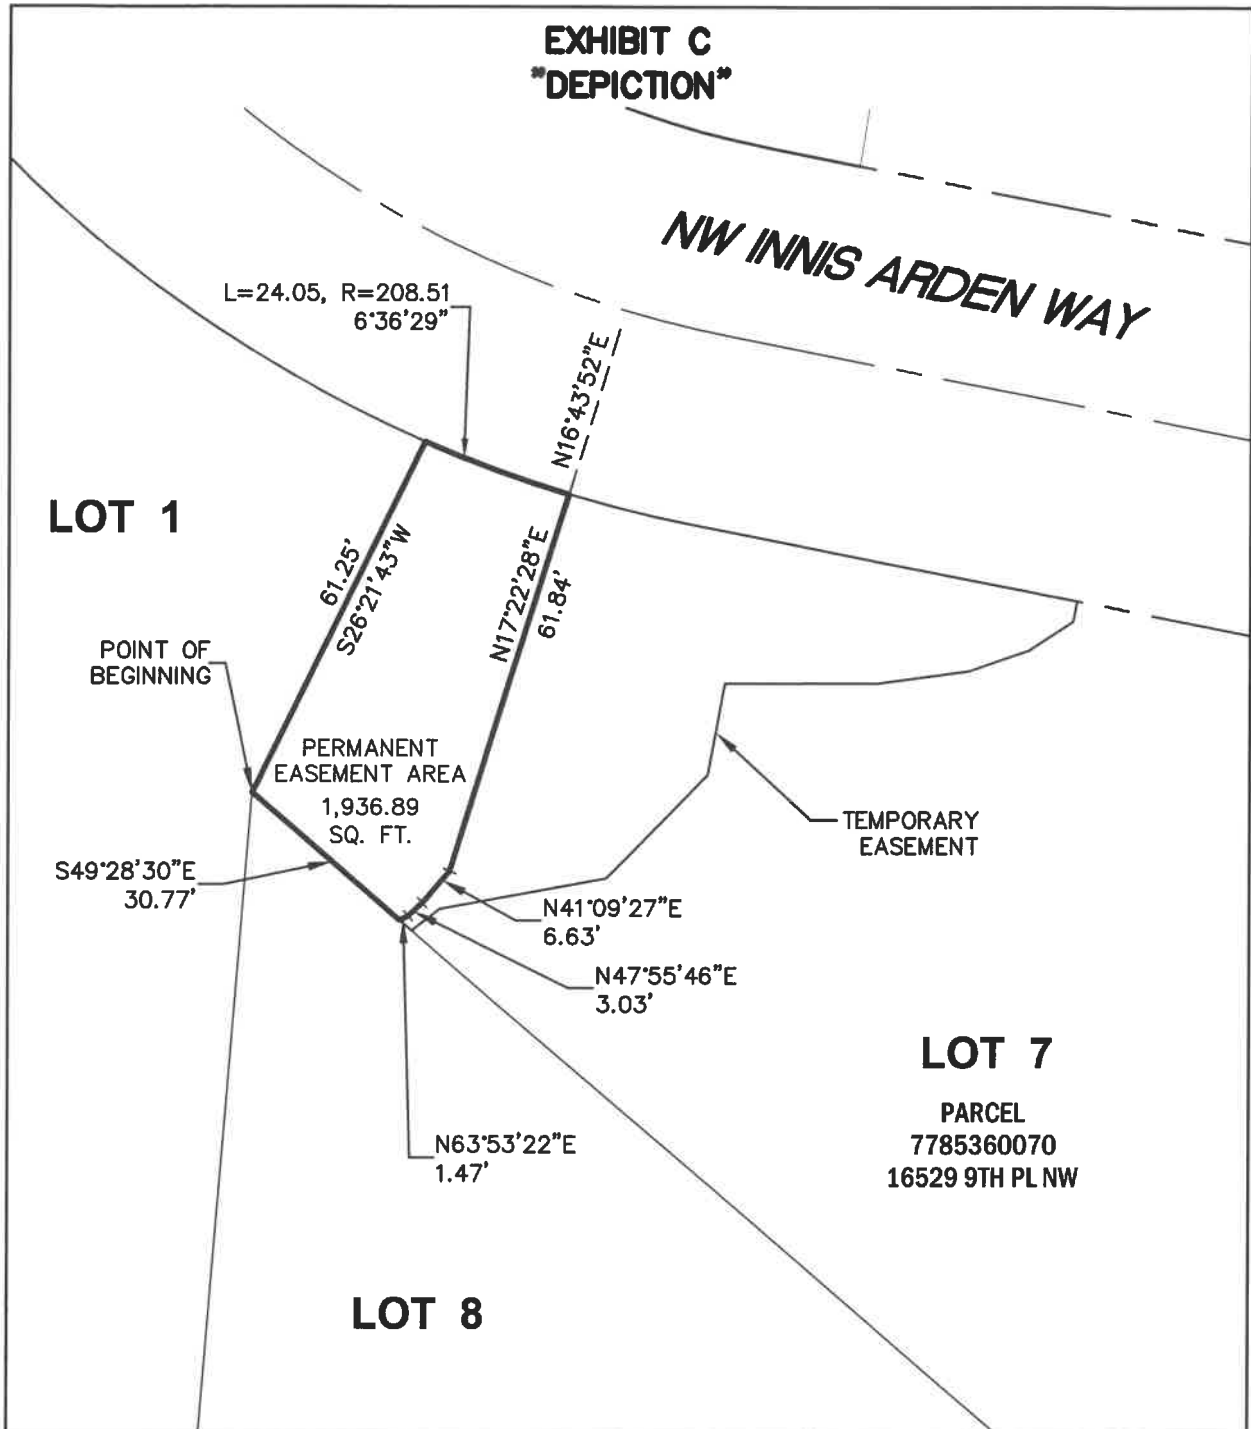 EXHIBIT C
"DEPICTION"
NW INNIS ARDEN WAY
L=24.05, R=208.51
6°36'29"
N16°43'52"E
LOT 1
61.25'
S26°21'43"W
N17°22'28"E
61.84'
POINT OF
BEGINNING
PERMANENT
EASEMENT AREA
1,936.89
SQ. FT.
TEMPORARY
EASEMENT
S49°28'30"E
30.77'
N41°09'27"E
6.63'
N47°55'46"E
3.03'
N63°53'22"E
1.47'
LOT 7
PARCEL
7785360070
16529 9TH PL NW
LOT 8